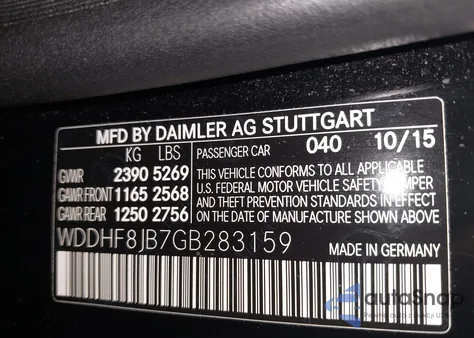 MFD BY DAIMLER AG STUTTGART
KG LBS PASSENGER CAR 040 10/15
GVWR 2390 5269 THIS VEHICLE CONFORMS TO ALL APPLICABLE
GAWR FRONT 1165 2568 U.S. FEDERAL MOTOR VEHICLE SAFETY, BUMPER
GAWR REAR 1250 2756 AND THEFT PREVENTION STANDARDS IN EFFECT
ON THE DATE OF MANUFACTURE SHOWN ABOVE
WDDHF8JB7GB283159 MADE IN GERMANY
autoSnap